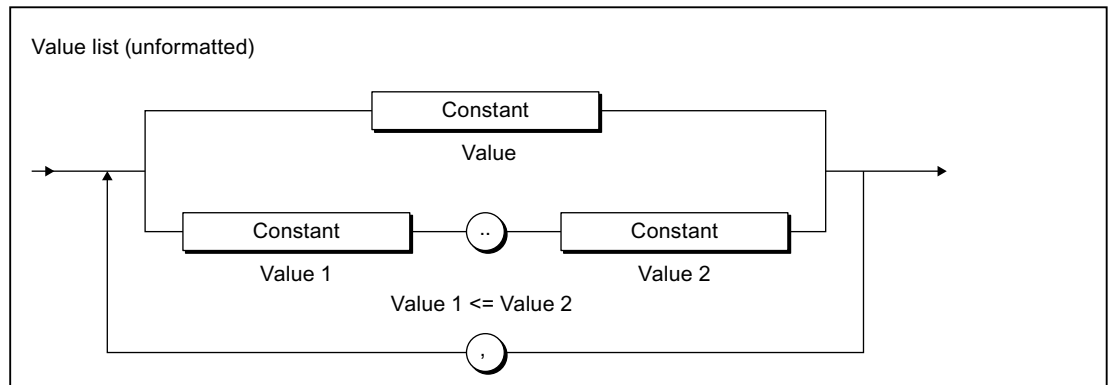 Value list (unformatted)
Constant
Value
Constant .. Constant
Value 1 Value 2
Value 1 <= Value 2
,